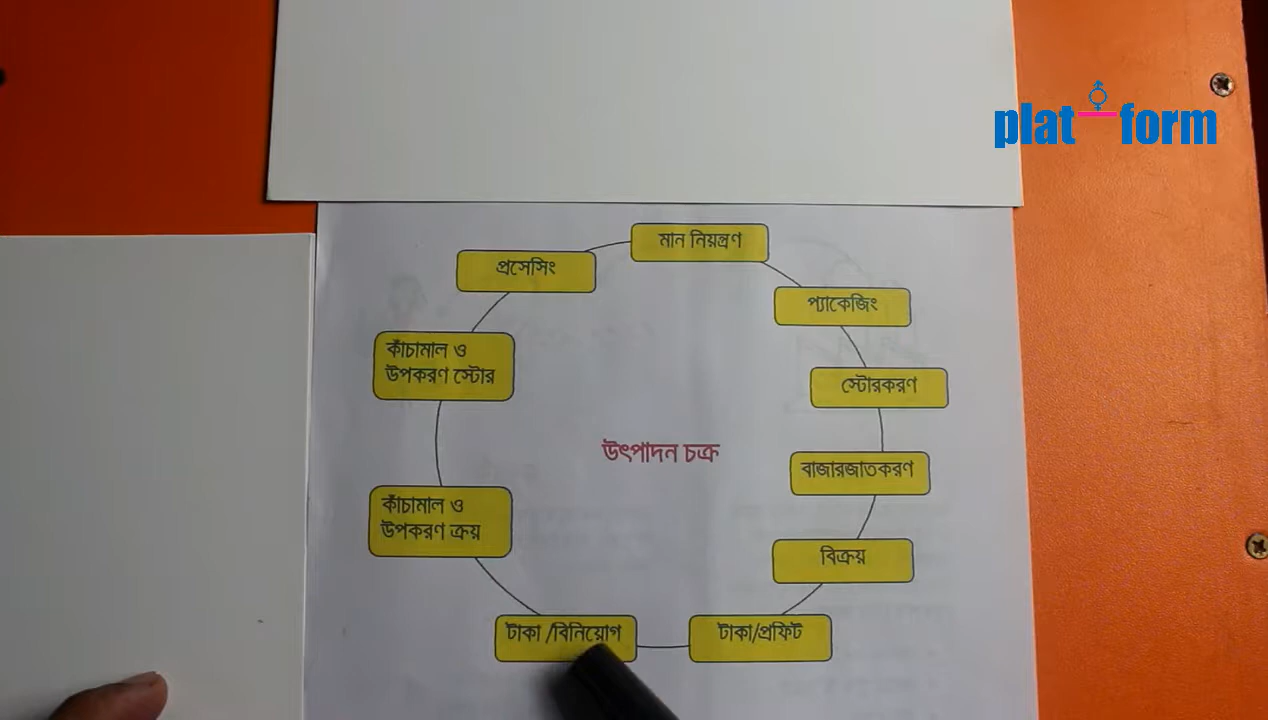 plat form
মান নিয়ন্ত্রণ
প্রসেসিং
প্যাকেজিং
কাঁচামাল ও
উপকরণ স্টোর
স্টোরকরণ
উৎপাদন চক্র
বাজারজাতকরণ
কাঁচামাল ও
উপকরণ ক্রয়
বিক্রয়
টাকা /বিনিয়োগ
টাকা/প্রফিট